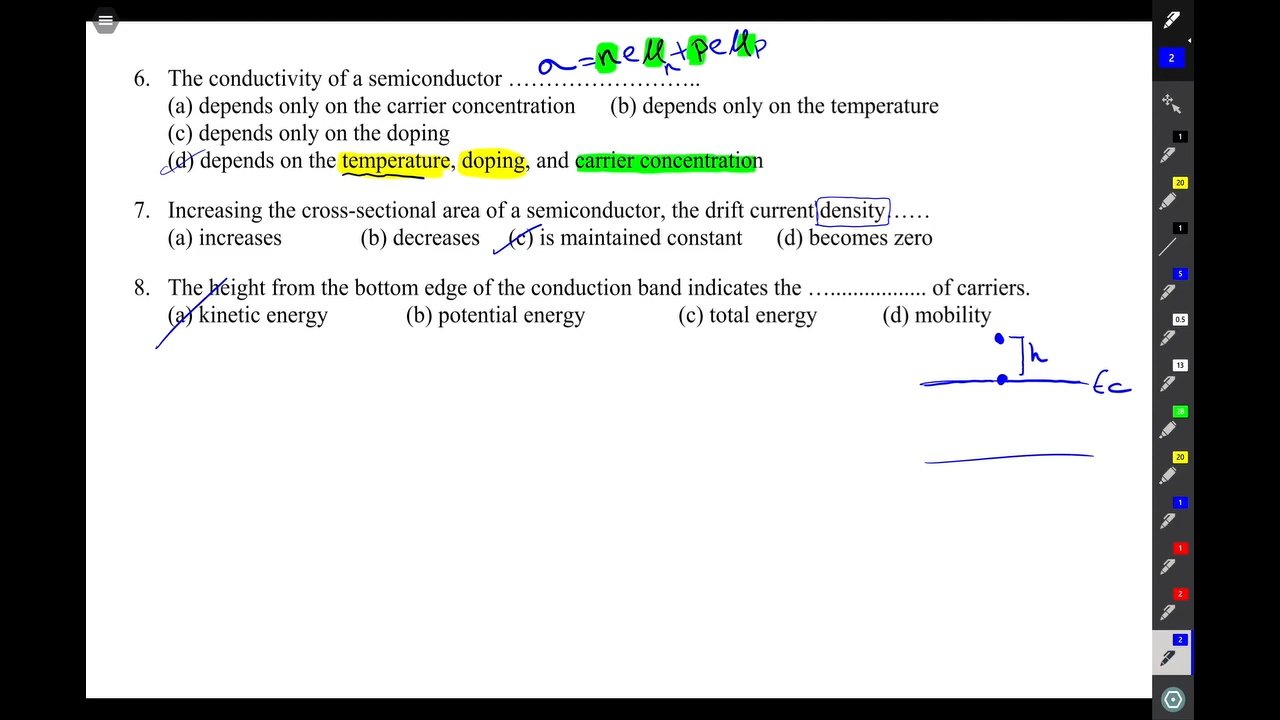 σ = n e μn + p e μp
6. The conductivity of a semiconductor ……………………..
(a) depends only on the carrier concentration (b) depends only on the temperature
(c) depends only on the doping
(d) depends on the temperature, doping, and carrier concentration
7. Increasing the cross-sectional area of a semiconductor, the drift current density……
(a) increases (b) decreases (c) is maintained constant (d) becomes zero
8. The height from the bottom edge of the conduction band indicates the ….................. of carriers.
(a) kinetic energy (b) potential energy (c) total energy (d) mobility
h
Ec
2
1
20
1
5
0.5
13
28
20
1
1
2
2